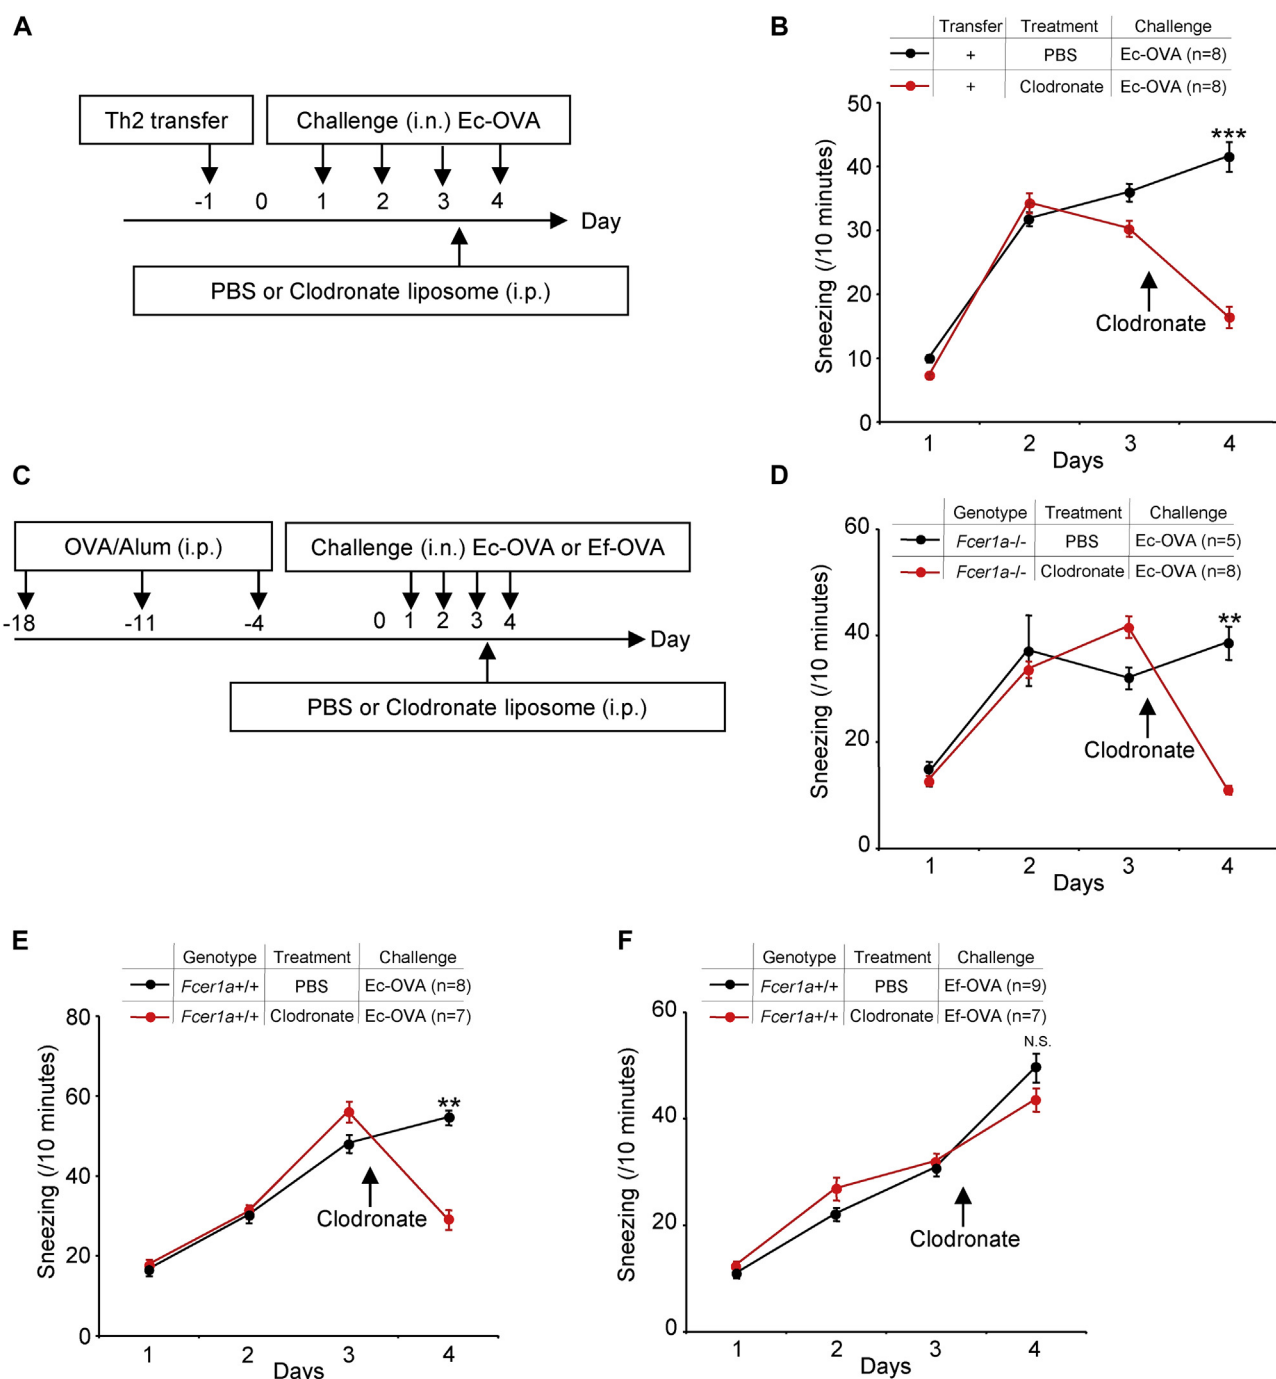 A
Th2 transfer
Challenge (i.n.) Ec-OVA
-1 0 1 2 3 4
Day
PBS or Clodronate liposome (i.p.)
B
Transfer Treatment Challenge
+ PBS Ec-OVA (n=8)
+ Clodronate Ec-OVA (n=8)
Sneezing (/10 minutes)
50
40
30
20
10
0
***
Clodronate
1 2 3 4
Days
C
OVA/Alum (i.p.)
Challenge (i.n.) Ec-OVA or Ef-OVA
-18 -11 -4 0 1 2 3 4
Day
PBS or Clodronate liposome (i.p.)
D
Genotype Treatment Challenge
Fcer1a-/- PBS Ec-OVA (n=5)
Fcer1a-/- Clodronate Ec-OVA (n=8)
Sneezing (/10 minutes)
60
40
20
0
**
Clodronate
1 2 3 4
Days
E
Genotype Treatment Challenge
Fcer1a+/+ PBS Ec-OVA (n=8)
Fcer1a+/+ Clodronate Ec-OVA (n=7)
Sneezing (/10 minutes)
80
60
40
20
0
**
Clodronate
1 2 3 4
Days
F
Genotype Treatment Challenge
Fcer1a+/+ PBS Ef-OVA (n=9)
Fcer1a+/+ Clodronate Ef-OVA (n=7)
Sneezing (/10 minutes)
60
40
20
0
N.S.
Clodronate
1 2 3 4
Days